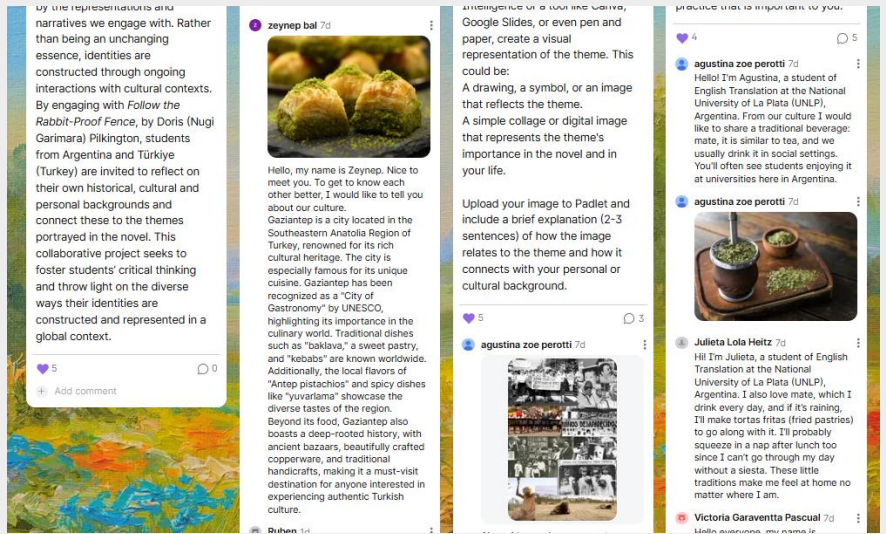 by the representations and
narratives we engage with. Rather
than being an unchanging
essence, identities are
constructed through ongoing
interactions with cultural contexts.
By engaging with Follow the
Rabbit-Proof Fence, by Doris (Nugi
Garimara) Pilkington, students
from Argentina and Türkiye
(Turkey) are invited to reflect on
their own historical, cultural and
personal backgrounds and
connect these to the themes
portrayed in the novel. This
collaborative project seeks to
foster students' critical thinking
and throw light on the diverse
ways their identities are
constructed and represented in a
global context.
5
0
Add comment
zeynep bal 7d
Hello, my name is Zeynep. Nice to
meet you. To get to know each
other better, I would like to tell you
about our culture.
Gaziantep is a city located in the
Southeastern Anatolia Region of
Turkey, renowned for its rich
cultural heritage. The city is
especially famous for its unique
cuisine. Gaziantep has been
recognized as a "City of
Gastronomy" by UNESCO,
highlighting its importance in the
culinary world. Traditional dishes
such as "baklava," a sweet pastry,
and "kebabs" are known worldwide.
Additionally, the local flavors of
"Antep pistachios" and spicy dishes
like "yuvarlama" showcase the
diverse tastes of the region.
Beyond its food, Gaziantep also
boasts a deep-rooted history, with
ancient bazaars, beautifully crafted
copperware, and traditional
handicrafts, making it a must-visit
destination for anyone interested in
experiencing authentic Turkish
culture.
Ruben 1d
Intelligence or a tool like Canva,
Google Slides, or even pen and
paper, create a visual
representation of the theme. This
could be:
A drawing, a symbol, or an image
that reflects the theme.
A simple collage or digital image
that represents the theme's
importance in the novel and in
your life.
Upload your image to Padlet and
include a brief explanation (2-3
sentences) of how the image
relates to the theme and how it
connects with your personal or
cultural background.
5
3
agustina zoe perotti 7d
practice that is important to you.
4
5
agustina zoe perotti 7d
Hello! I'm Agustina, a student of
English Translation at the National
University of La Plata (UNLP),
Argentina. From our culture I would
like to share a traditional beverage:
mate, it is similar to tea, and we
usually drink it in social settings.
You'll often see students enjoying it
at universities here in Argentina.
agustina zoe perotti 7d
Julieta Lola Heitz 7d
Hi! I'm Julieta, a student of English
Translation at the National
University of La Plata (UNLP),
Argentina. I also love mate, which I
drink every day, and if it's raining,
I'll make tortas fritas (fried pastries)
to go along with it. I'll probably
squeeze in a nap after lunch too
since I can't go through my day
without a siesta. These little
traditions make me feel at home no
matter where I am.
Victoria Garaventta Pascual 7d
Hello everyone, my name is